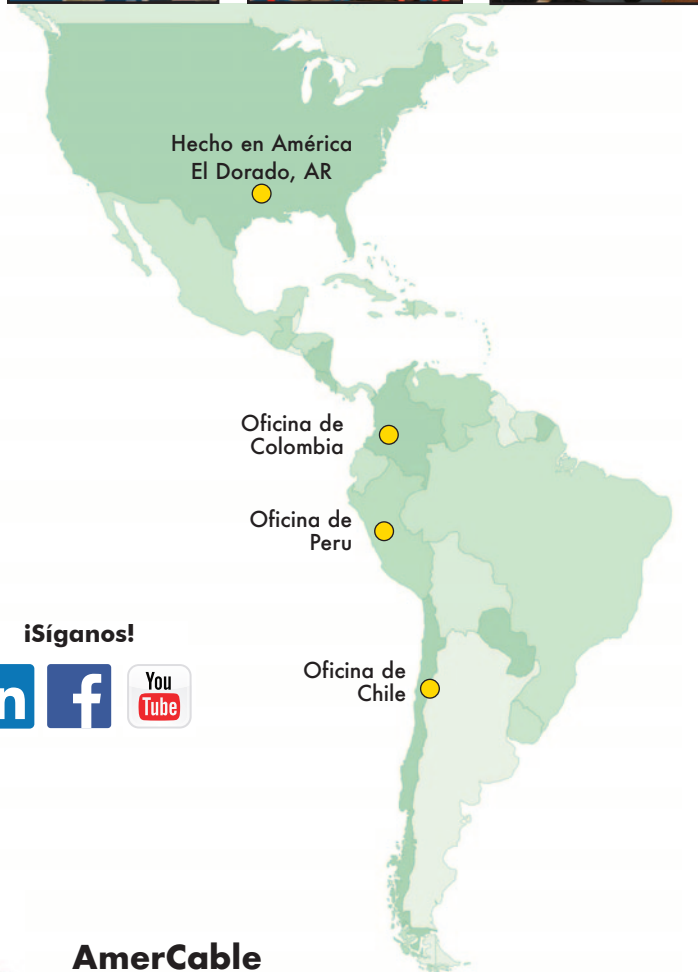 Hecho en América
El Dorado, AR
Oficina de
Colombia
Oficina de
Peru
¡Síganos!
in
f
You
Tube
Oficina de
Chile
AmerCable